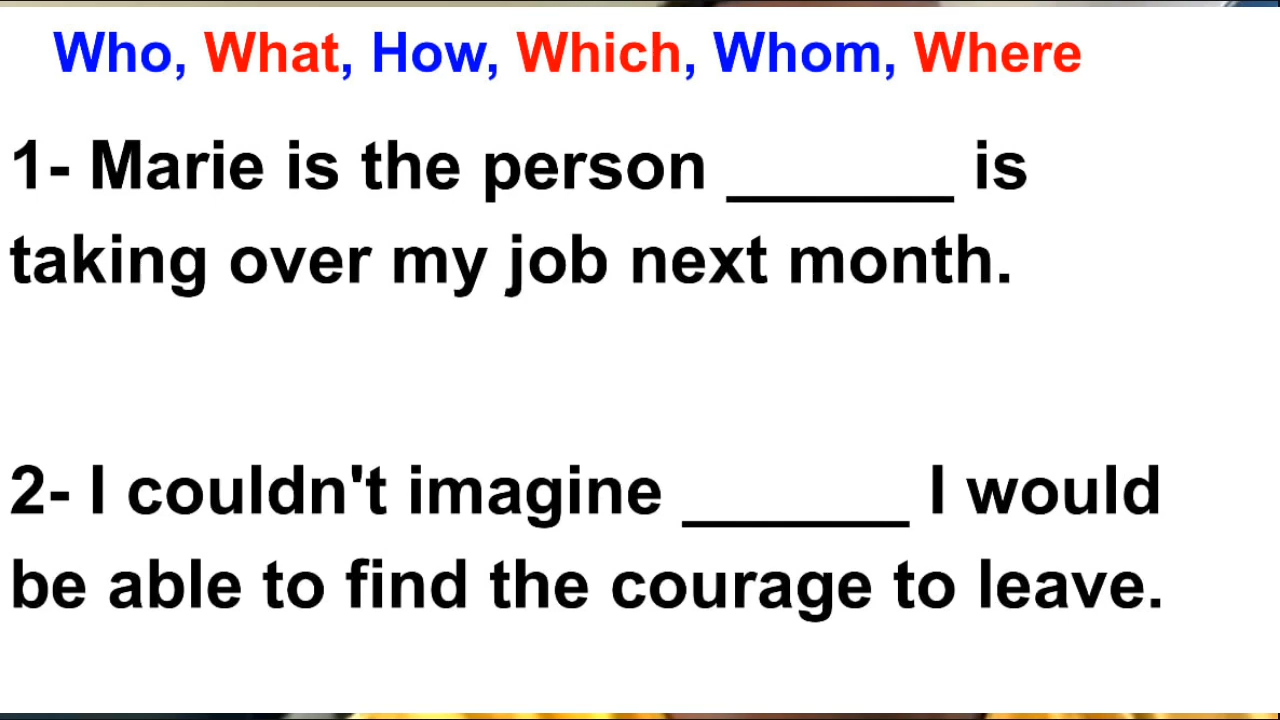 Who, What, How, Which, Whom, Where
1- Marie is the person _______ is
taking over my job next month.
2- I couldn't imagine _______ I would
be able to find the courage to leave.